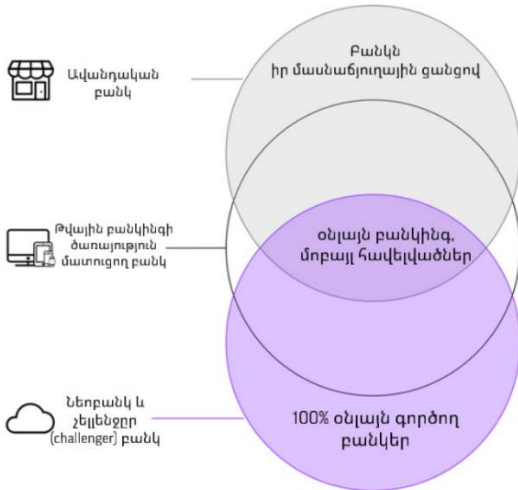 Ավանդական
բանկ
Բանկն
իր մասնաճյուղային ցանցով
Թվային բանկինգի
ծառայություն
մատուցող բանկ
օնլայն բանկինգ,
մոբայլ հավելվածներ
Նեոբանկ և
չելլենջըր
(challenger) բանկ
100% օնլայն գործող
բանկեր